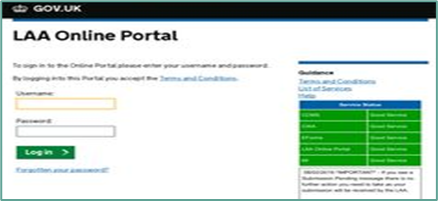 GOV.UK
LAA Online Portal
To sign in to the Online Portal please enter your username and password.
By logging into this Portal you accept the Terms and Conditions.
Username:
Password:
Log in >
Forgotten your password?
Guidance
Terms and Conditions
List of Services
Help
Service Status
CCMS Good Service
CWA Good Service
EForms Good Service
LAA Online Portal Good Service
Good Service
*IMPORTANT* - If you see a
Submission Pending message there is no
further action you need to take as your
submission will be received by the LAA.